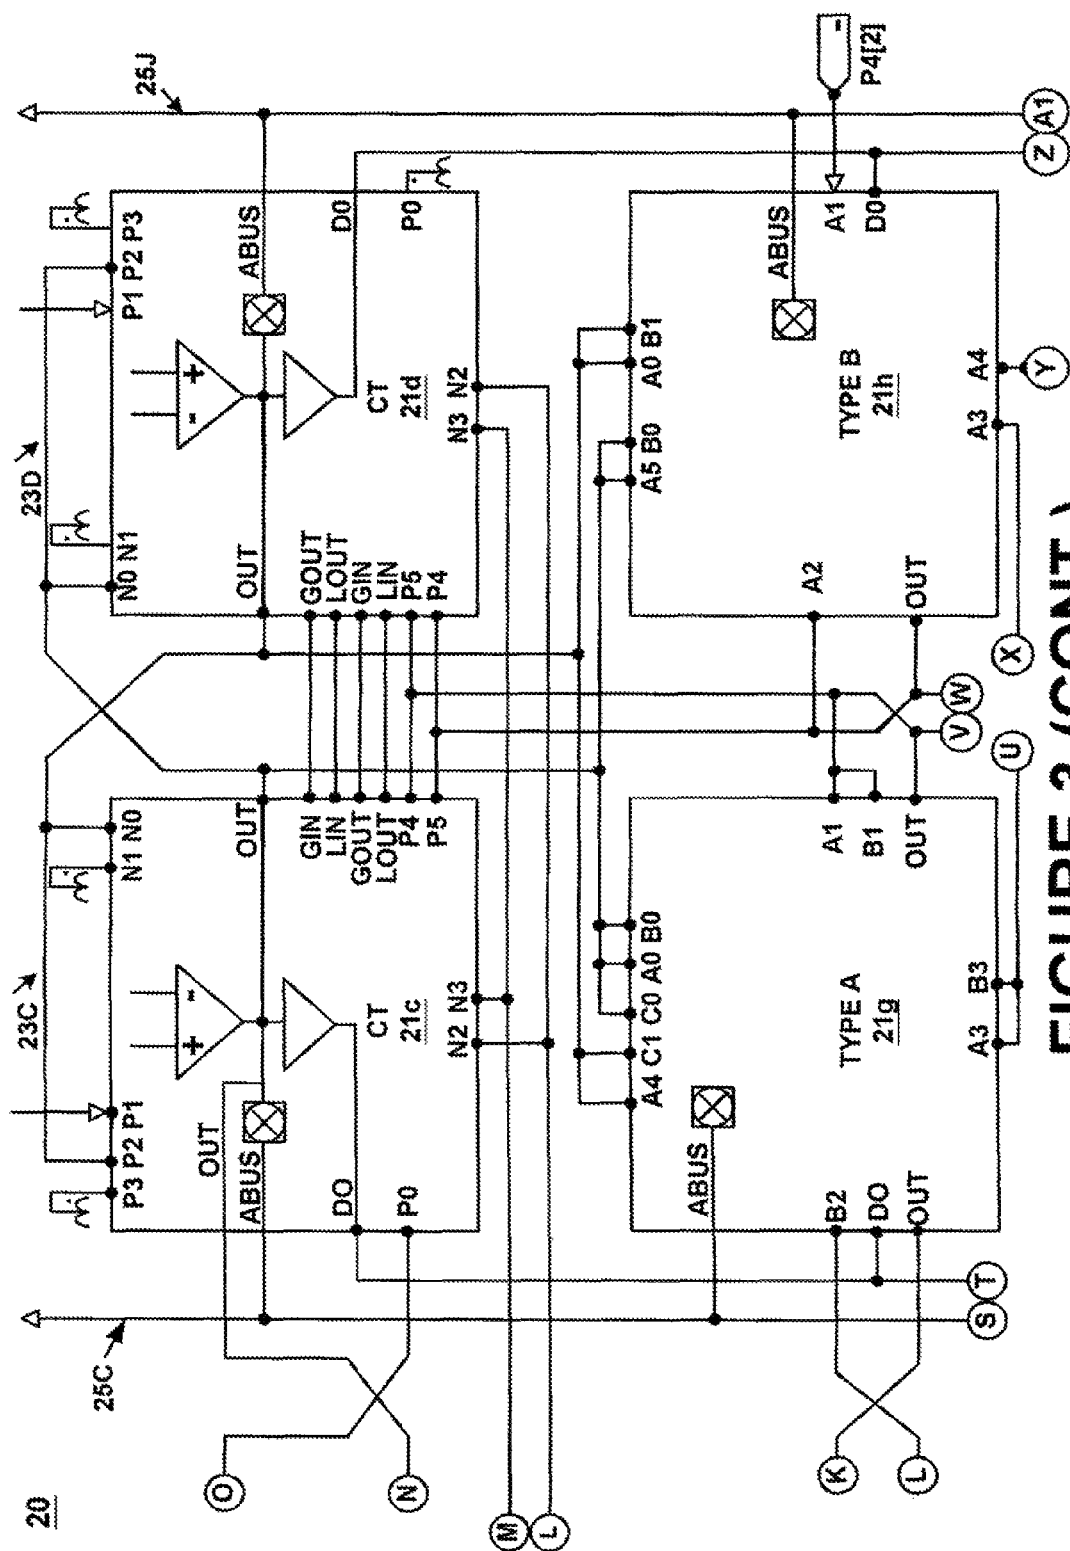 20
25C
23C
23D
25J
P3 P2 P1
N1 N0
N0 N1
P1 P2 P3
OUT
ABUS
OUT
OUT
ABUS
DO
P0
CT
21c
N2 N3
GIN
LIN
GOUT
LOUT
P4
P5
GOUT
LOUT
GIN
LIN
P5
P4
CT
21d
N3 N2
D0
P0
O
N
M
L
A4 C1 C0 A0 B0
A5 B0
A0 B1
ABUS
B2
DO
OUT
TYPE A
21g
A3
B3
A1
B1
OUT
A2
OUT
TYPE B
21h
A3
A4
ABUS
A1
D0
P4[2]
-
K
L
S
T
U
V
W
X
Y
Z
A1
+ -
- +
FIGURE 3 (CONT.)